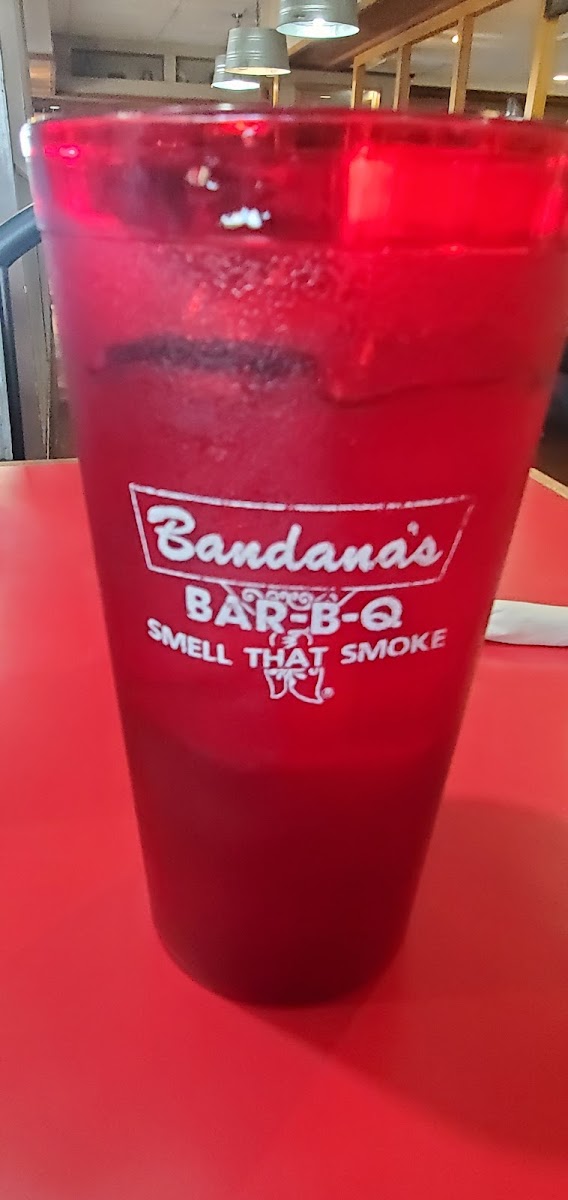 Bandana's
BAR-B-Q
SMELL THAT SMOKE
®